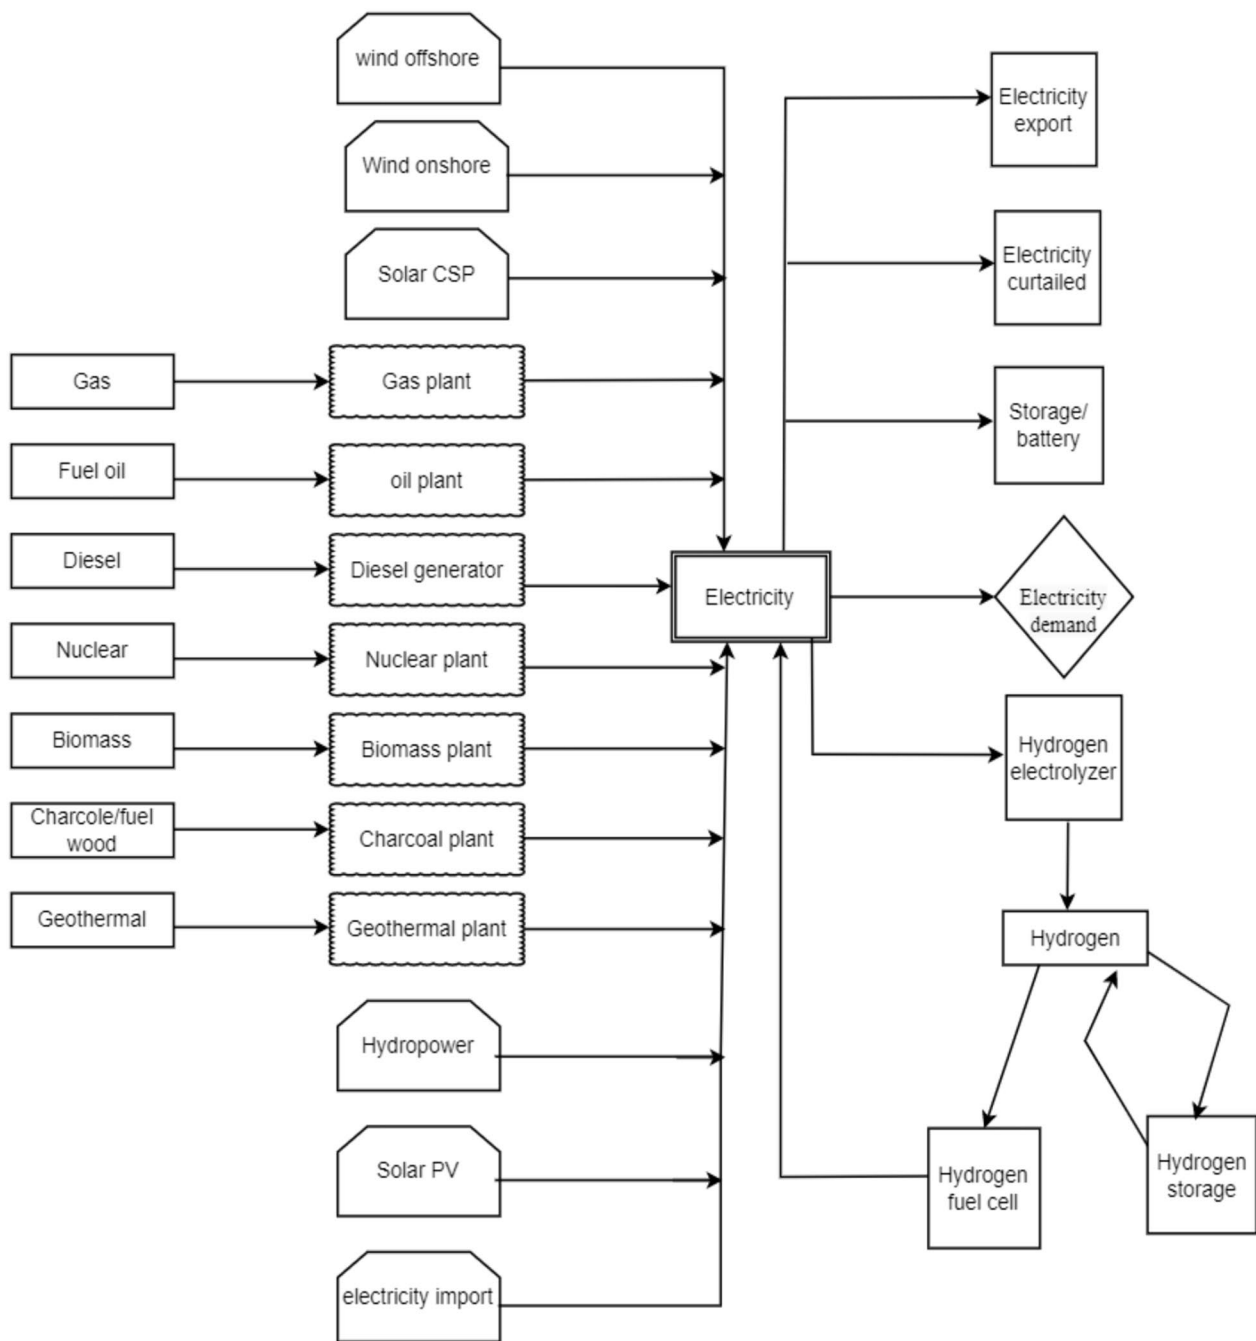 wind offshore
Wind onshore
Solar CSP
Gas
Gas plant
Fuel oil
oil plant
Diesel
Diesel generator
Nuclear
Nuclear plant
Biomass
Biomass plant
Charcole/fuel
wood
Charcoal plant
Geothermal
Geothermal plant
Hydropower
Solar PV
electricity import
Electricity
Electricity
export
Electricity
curtailed
Storage/
battery
Electricity
demand
Hydrogen
electrolyzer
Hydrogen
Hydrogen
fuel cell
Hydrogen
storage